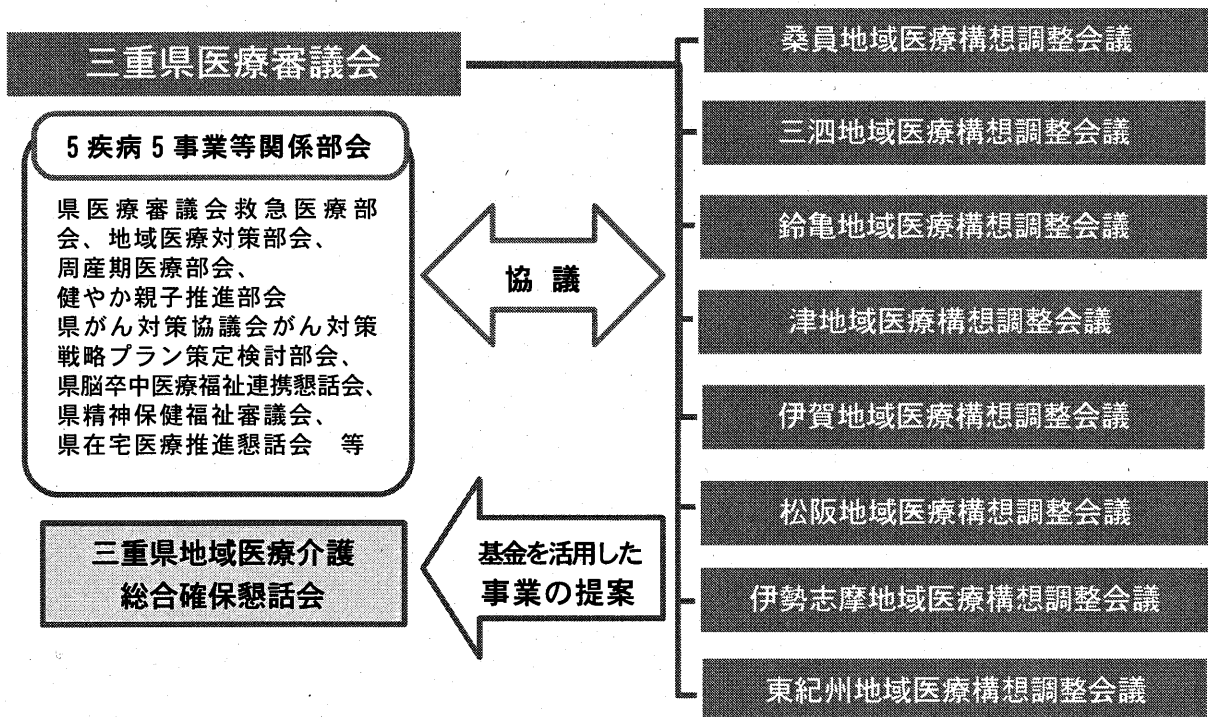 三重県医療審議会
5疾病5事業等関係部会
県医療審議会救急医療部
会、地域医療対策部会、
周産期医療部会、
健やか親子推進部会
県がん対策協議会がん対策
戦略プラン策定検討部会、
県脳卒中医療福祉連携懇話会、
県精神保健福祉審議会、
県在宅医療推進懇話会 等
三重県地域医療介護
総合確保懇話会
協議
基金を活用した
事業の提案
桑員地域医療構想調整会議
三泗地域医療構想調整会議
鈴亀地域医療構想調整会議
津地域医療構想調整会議
伊賀地域医療構想調整会議
松阪地域医療構想調整会議
伊勢志摩地域医療構想調整会議
東紀州地域医療構想調整会議